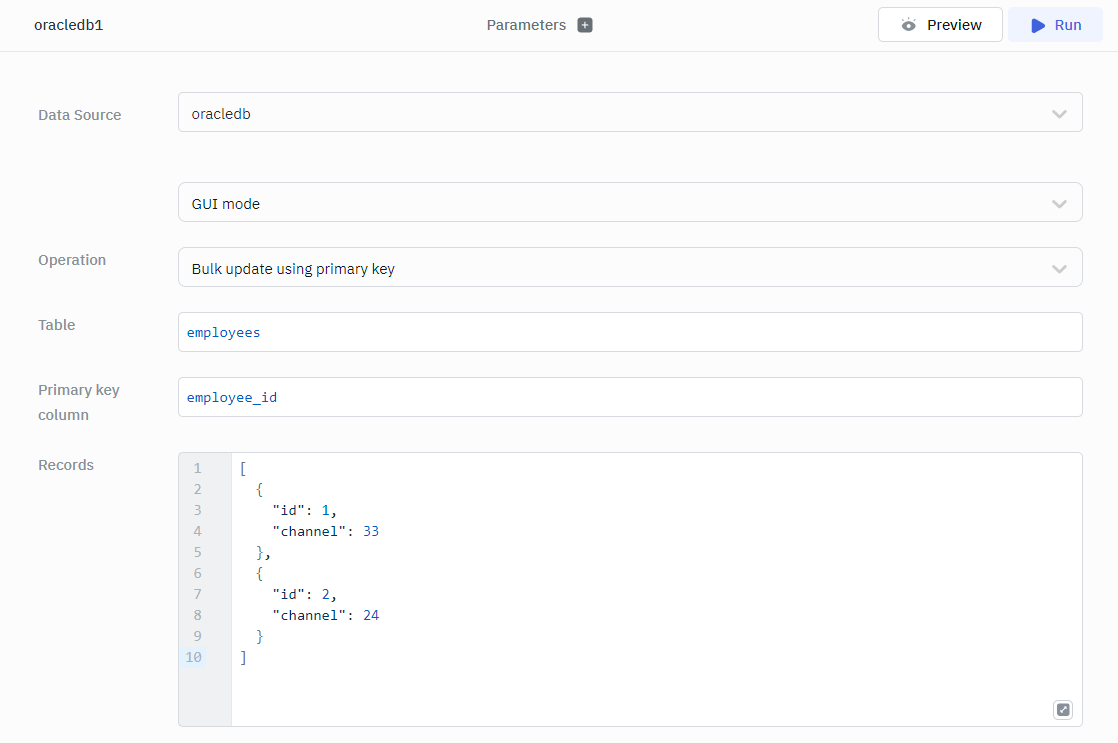 oracledb1
Parameters
Preview
Run
Data Source
oracledb
GUI mode
Operation
Bulk update using primary key
Table
employees
Primary key
column
employee_id
Records
1 [
2 {
3 "id": 1,
4 "channel": 33
5 },
6 {
7 "id": 2,
8 "channel": 24
9 }
10 ]